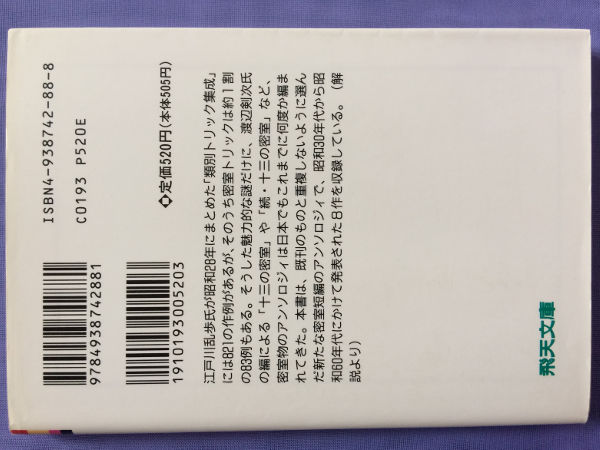 江戸川乱歩氏が昭和28年にまとめた「類別トリック集成」
には821の作例があるが、そのうち密室トリックは約1割
の83例もある。そうした魅力的な謎だけに、渡辺剣次氏
の編による「十三の密室」や「続・十三の密室」など、
密室物のアンソロジィは日本でもこれまでに何度か編ま
れてきた。本書は、既刊のものと重複しないように選ん
だ新たな密室短編のアンソロジィで、昭和30年代から昭
和60年代にかけて発表された8作を収録している。（解
説より）
飛天文庫
ISBN4-938742-88-8
C0193 P520E
定価520円(本体505円)
9784938742881
1910193005203